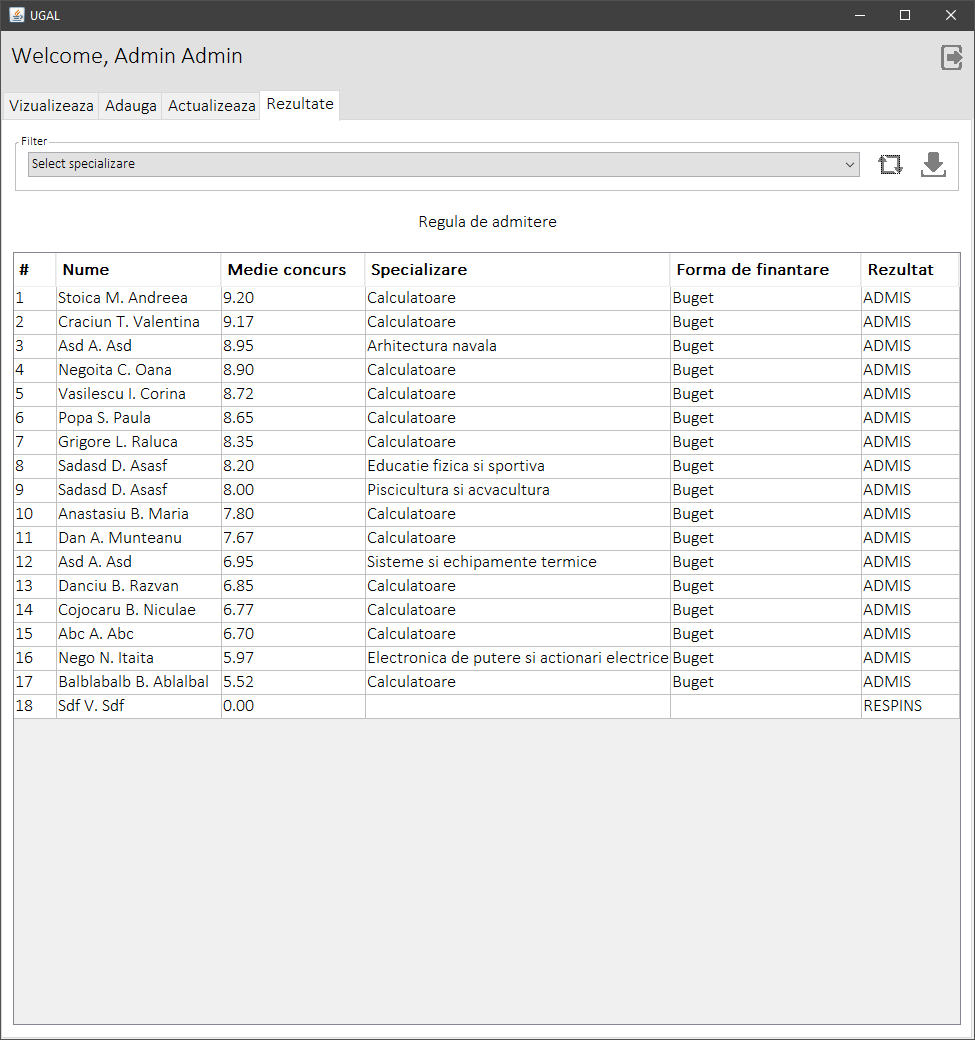 UGAL
Welcome, Admin Admin
Vizualizeaza Adauga Actualizeaza Rezultate
Filter
Select specializare
Regula de admitere
# Nume Medie concurs Specializare Forma de finantare Rezultat
1 Stoica M. Andreea 9.20 Calculatoare Buget ADMIS
2 Craciun T. Valentina 9.17 Calculatoare Buget ADMIS
3 Asd A. Asd 8.95 Arhitectura navala Buget ADMIS
4 Negoita C. Oana 8.90 Calculatoare Buget ADMIS
5 Vasilescu I. Corina 8.72 Calculatoare Buget ADMIS
6 Popa S. Paula 8.65 Calculatoare Buget ADMIS
7 Grigore L. Raluca 8.35 Calculatoare Buget ADMIS
8 Sadasd D. Asasf 8.20 Educatie fizica si sportiva Buget ADMIS
9 Sadasd D. Asasf 8.00 Piscicultura si acvacultura Buget ADMIS
10 Anastasiu B. Maria 7.80 Calculatoare Buget ADMIS
11 Dan A. Munteanu 7.67 Calculatoare Buget ADMIS
12 Asd A. Asd 6.95 Sisteme si echipamente termice Buget ADMIS
13 Danciu B. Razvan 6.85 Calculatoare Buget ADMIS
14 Cojocaru B. Niculae 6.77 Calculatoare Buget ADMIS
15 Abc A. Abc 6.70 Calculatoare Buget ADMIS
16 Nego N. Itaita 5.97 Electronica de putere si actionari electrice Buget ADMIS
17 Balblabalb B. Ablalbal 5.52 Calculatoare Buget ADMIS
18 Sdf V. Sdf 0.00 RESPINS